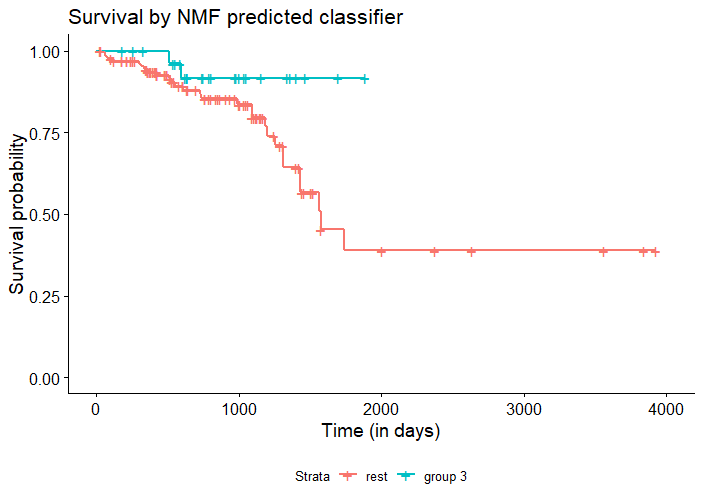 Survival by NMF predicted classifier
Survival probability
1.00
0.75
0.50
0.25
0.00
0
1000
2000
3000
4000
Time (in days)
Strata
rest
group 3